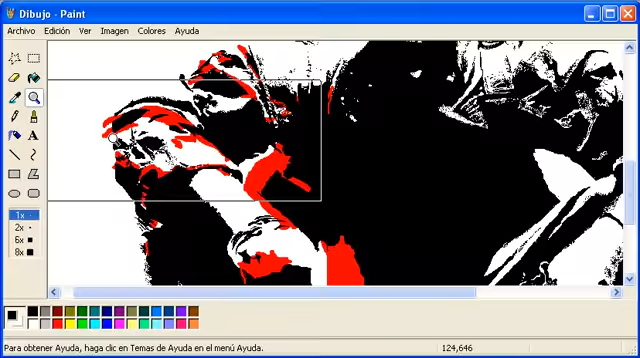 Dibujo - Paint
Archivo Edición Ver Imagen Colores Ayuda
A
1x
2x
6x
8x
Para obtener Ayuda, haga clic en Temas de Ayuda en el menú Ayuda. 124,646